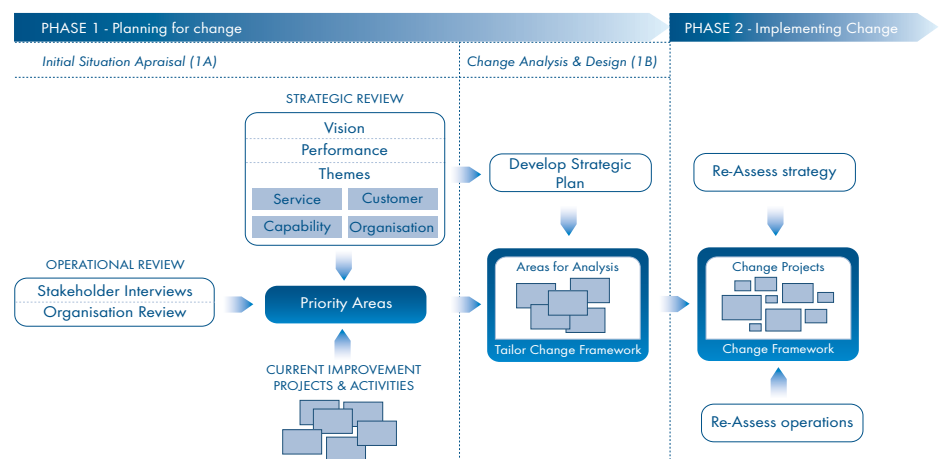 PHASE 1 - Planning for change
PHASE 2 - Implementing Change
Initial Situation Appraisal (1A)
Change Analysis & Design (1B)
STRATEGIC REVIEW
Vision
Performance
Themes
Service
Customer
Capability
Organisation
Develop Strategic
Plan
Re-Assess strategy
OPERATIONAL REVIEW
Stakeholder Interviews
Organisation Review
Priority Areas
Areas for Analysis
Tailor Change Framework
Change Projects
Change Framework
CURRENT IMPROVEMENT
PROJECTS & ACTIVITIES
Re-Assess operations